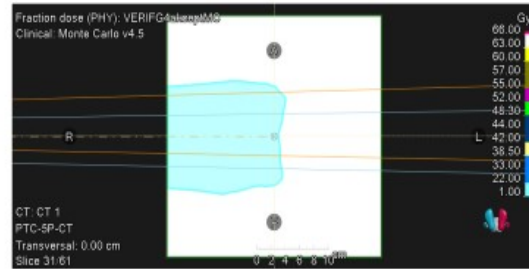 Fraction dose (PHY): VERIFG4
Clinical: Monte Carlo v4.5
Gy
66.00
63.00
60.00
57.00
55.00
52.00
48.30
44.00
42.00
38.50
33.00
22.00
1.00
R
L
CT: CT 1
PTC-5P-CT
Transversal: 0.00 cm
Slice 31/61
0 2 4 6 8 10 cm